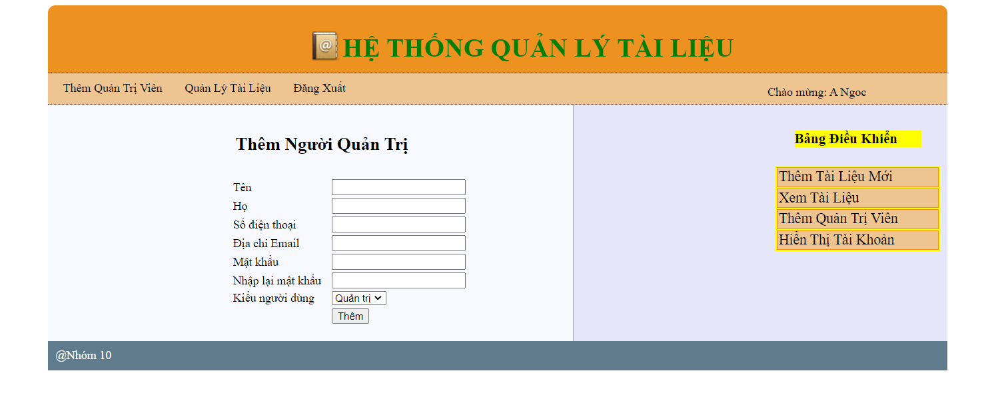 HỆ THỐNG QUẢN LÝ TÀI LIỆU
Thêm Quản Trị Viên Quản Lý Tài Liệu Đăng Xuất Chào mừng: A Ngoc
Thêm Người Quản Trị
Tên
Họ
Số điện thoại
Địa chỉ Email
Mật khẩu
Nhập lại mật khẩu
Kiểu người dùng Quản trị
Thêm
Bảng Điều Khiển
Thêm Tài Liệu Mới
Xem Tài Liệu
Thêm Quản Trị Viên
Hiển Thị Tài Khoản
@Nhóm 10